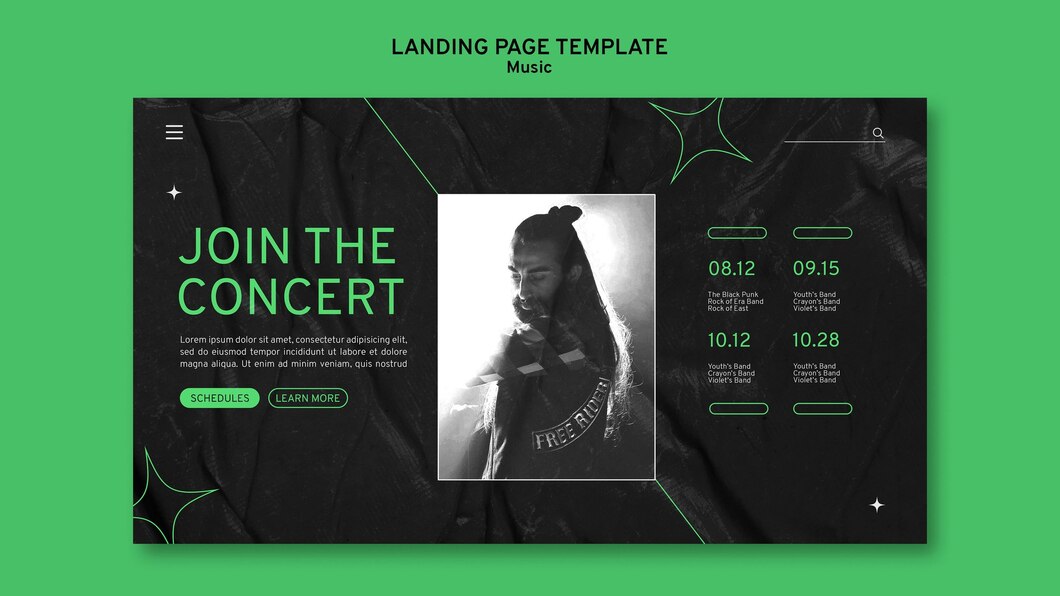 LANDING PAGE TEMPLATE
Music
JOIN THE
CONCERT
Lorem ipsum dolor sit amet, consectetur adipisicing elit,
sed do eiusmod tempor incididunt ut labore et dolore
magna aliqua. Ut enim ad minim veniam, quis nostrud
SCHEDULES
LEARN MORE
FREE RIDER
08.12
The Black Punk
Rock of Era Band
Rock of East
09.15
Youth's Band
Crayon's Band
Violet's Band
10.12
Youth's Band
Crayon's Band
Violet's Band
10.28
Youth's Band
Crayon's Band
Violet's Band